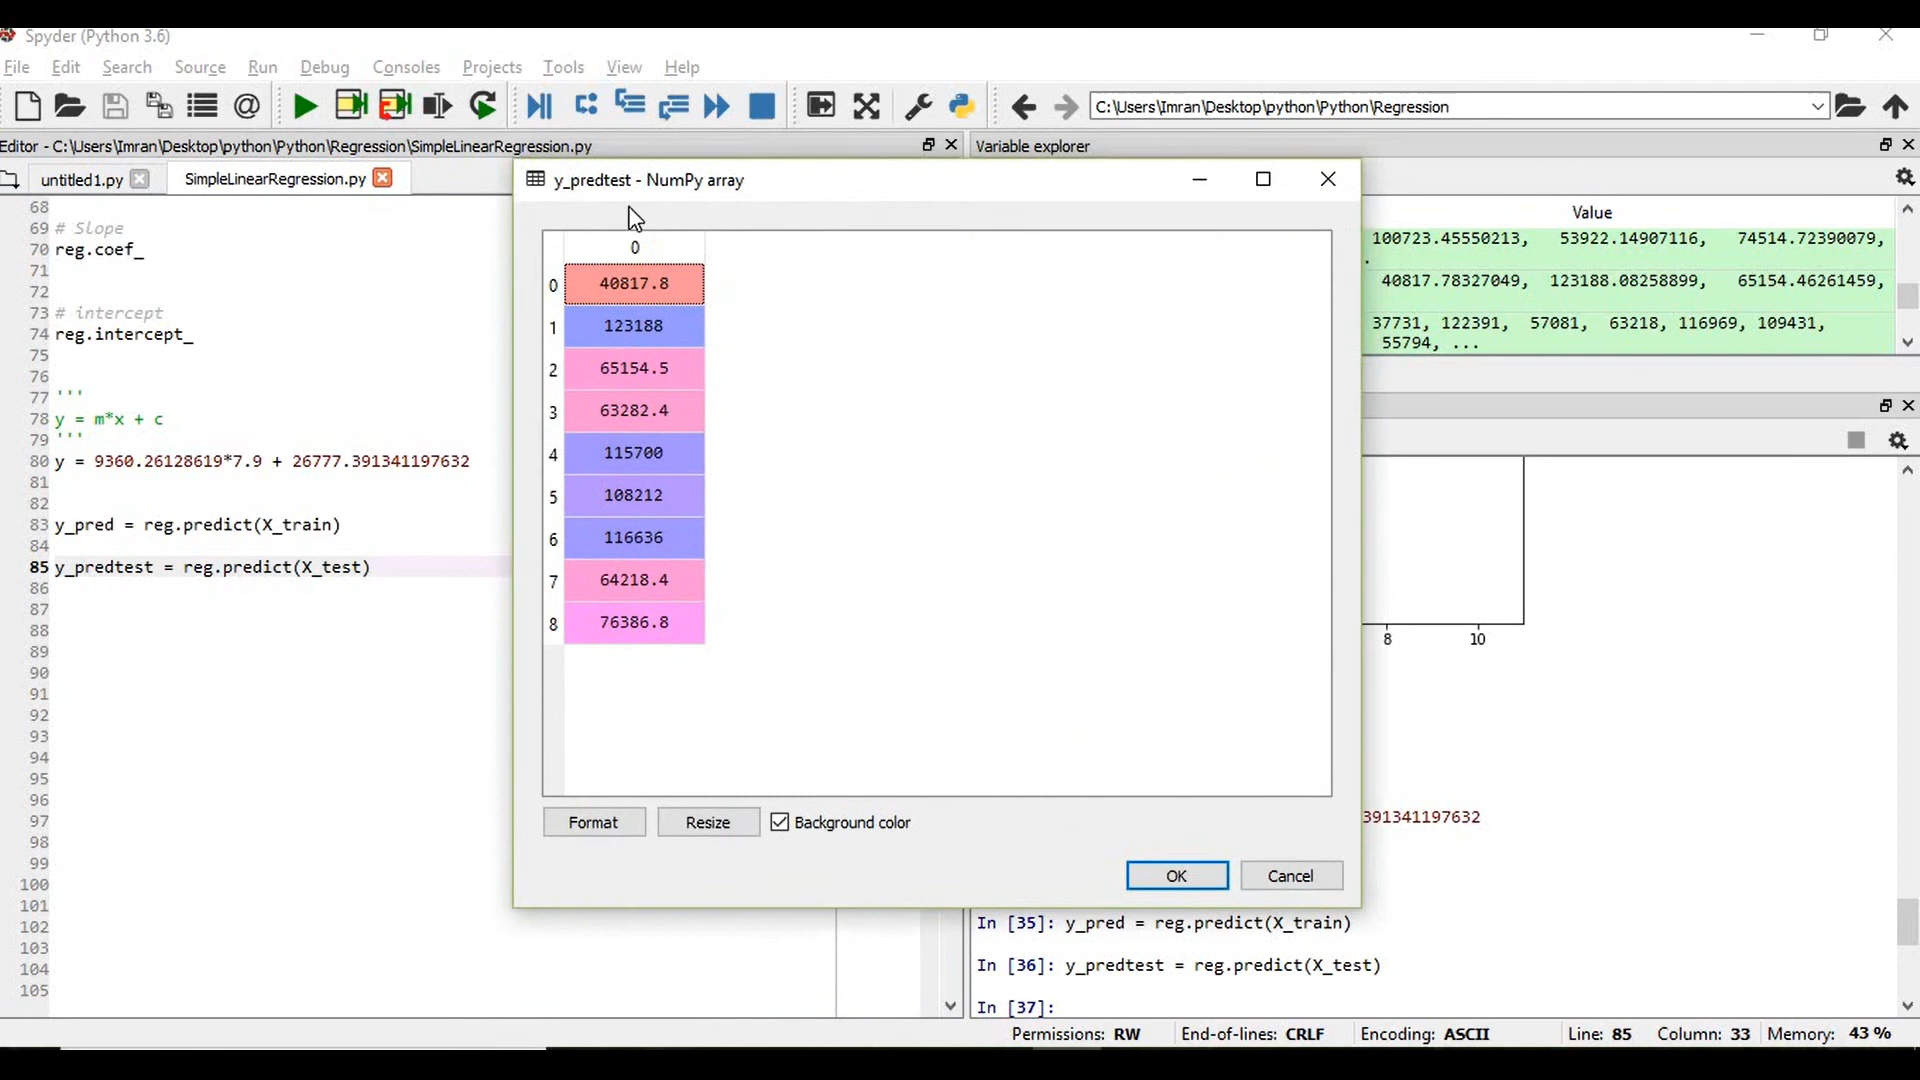 Spyder (Python 3.6)
File Edit Search Source Run Debug Consoles Projects Tools View Help
C:\Users\Imran\Desktop\python\Python\Regression
Editor - C:\Users\Imran\Desktop\python\Python\Regression\SimpleLinearRegression.py
Variable explorer
untitled1.py
SimpleLinearRegression.py
68
69 # Slope
70 reg.coef_
71
72
73 # intercept
74 reg.intercept_
75
76
77 '''
78 y = m*x + c
79 '''
80 y = 9360.26128619*7.9 + 26777.391341197632
81
82
83 y_pred = reg.predict(X_train)
84
85 y_predtest = reg.predict(X_test)
86
87
88
89
90
91
92
93
94
95
96
97
98
99
100
101
102
103
104
105
y_predtest - NumPy array
0
0 40817.8
1 123188
2 65154.5
3 63282.4
4 115700
5 108212
6 116636
7 64218.4
8 76386.8
Format Resize Background color
OK Cancel
Value
100723.45550213, 53922.14907116, 74514.72390079,
.
40817.78327049, 123188.08258899, 65154.46261459,
37731, 122391, 57081, 63218, 116969, 109431,
55794, ...
8 10
391341197632
In [35]: y_pred = reg.predict(X_train)
In [36]: y_predtest = reg.predict(X_test)
In [37]:
Permissions: RW End-of-lines: CRLF Encoding: ASCII Line: 85 Column: 33 Memory: 43 %